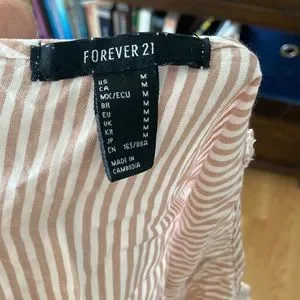 FOREVER 21
US M
CA M
MX/ECU M
BR M
EU M
UK M
KR M
JP M
CN 165/88A
MADE IN
CAMBODIA